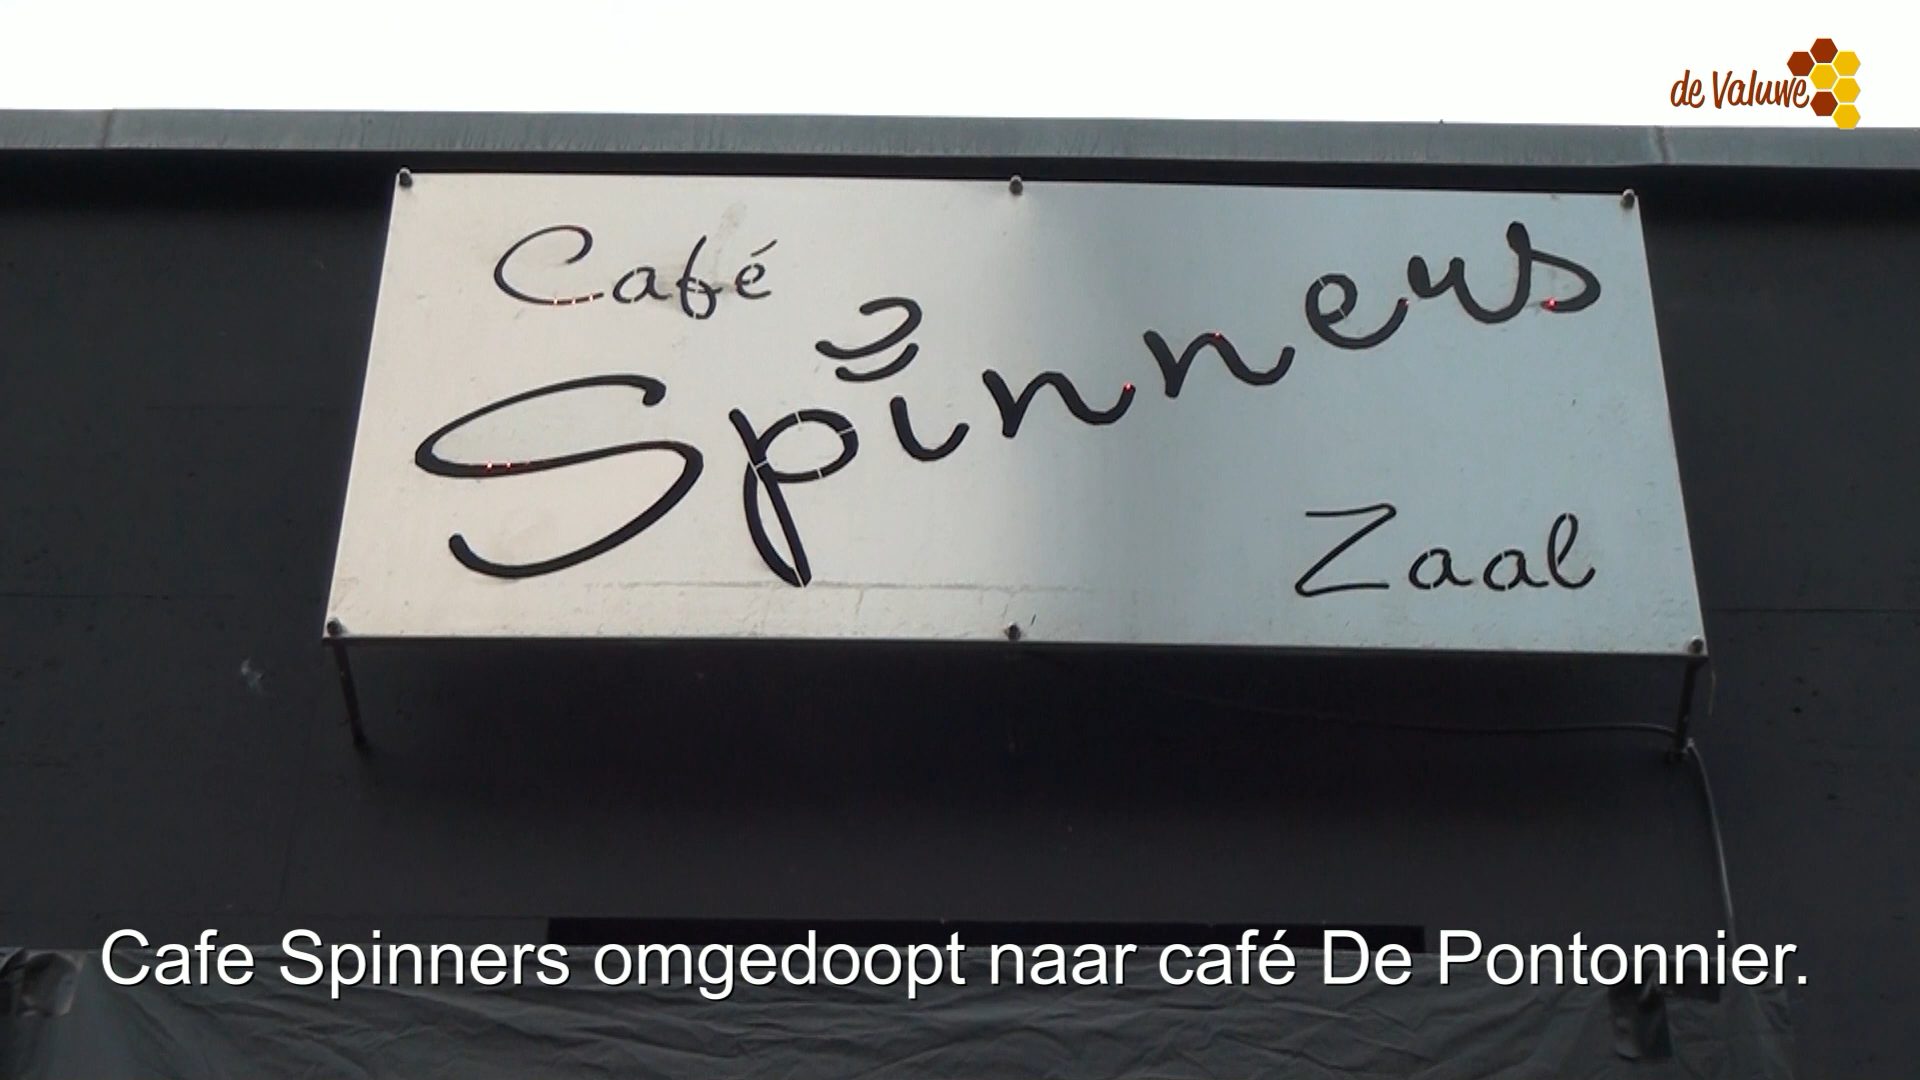 de Valuwe
Café
Spinners
Zaal
Cafe Spinners omgedoopt naar café De Pontonnier.